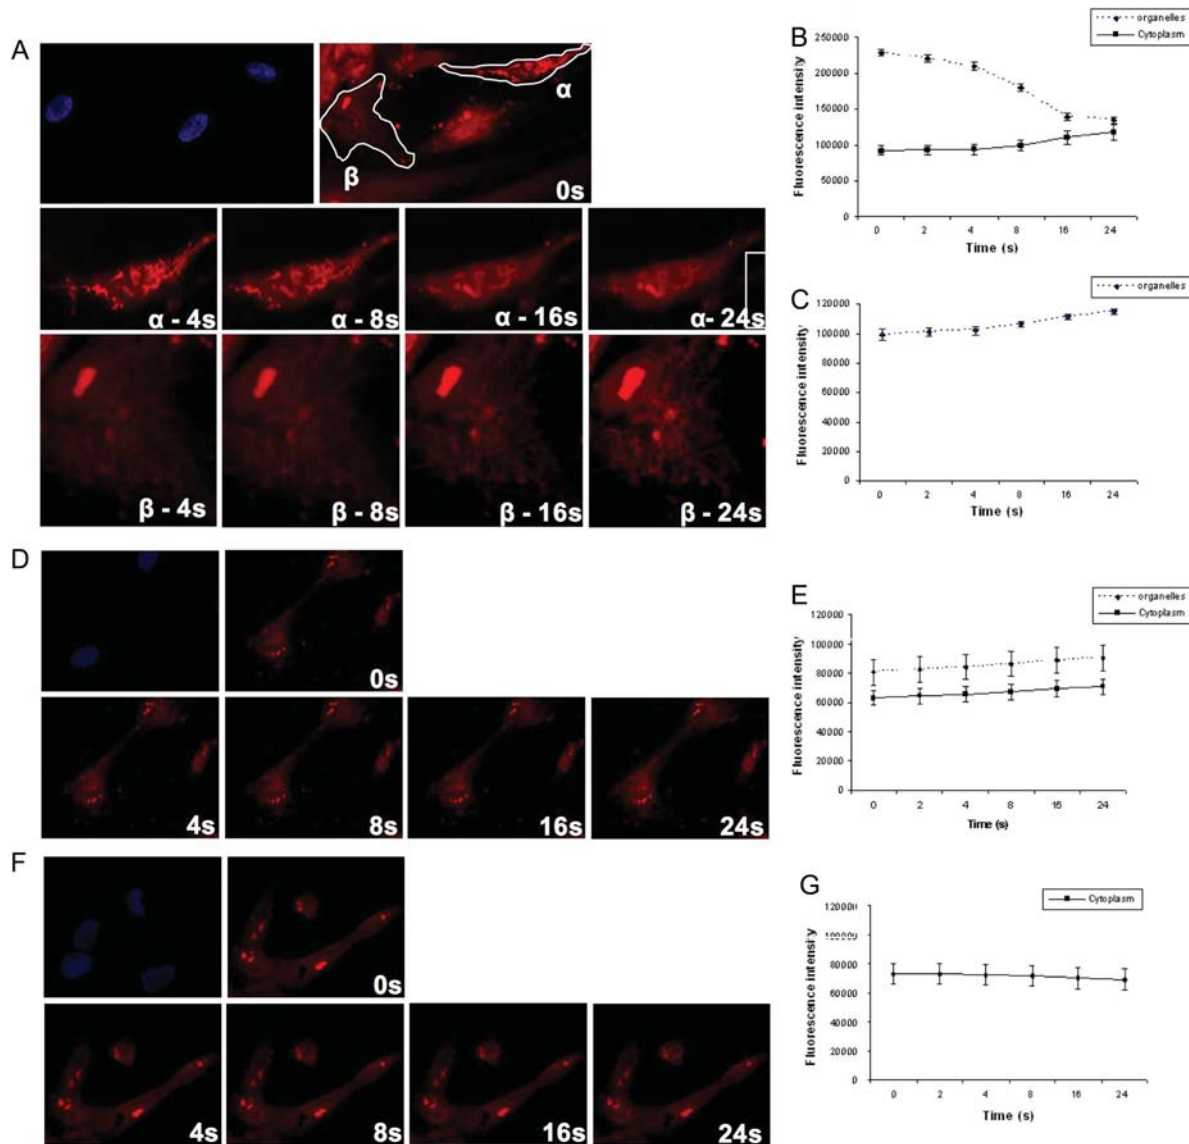 A
α
β
0s
α - 4s
α - 8s
α - 16s
α- 24s
β - 4s
β - 8s
β - 16s
β - 24s
B
organelles
Cytoplasm
Fluorescence intensity
250000
200000
150000
100000
50000
0
0 2 4 8 16 24
Time (s)
C
organelles
Fluorescence intensity
120000
100000
80000
60000
40000
20000
0
0 2 4 8 16 24
Time (s)
D
0s
4s
8s
16s
24s
E
organelles
Cytoplasm
Fluorescence intensity
120000
100000
80000
60000
40000
20000
0
0 2 4 8 16 24
Time (s)
F
0s
4s
8s
16s
24s
G
Cytoplasm
Fluorescence intensity
120000
100000
80000
60000
40000
20000
0
0 2 4 8 16 24
Time (s)